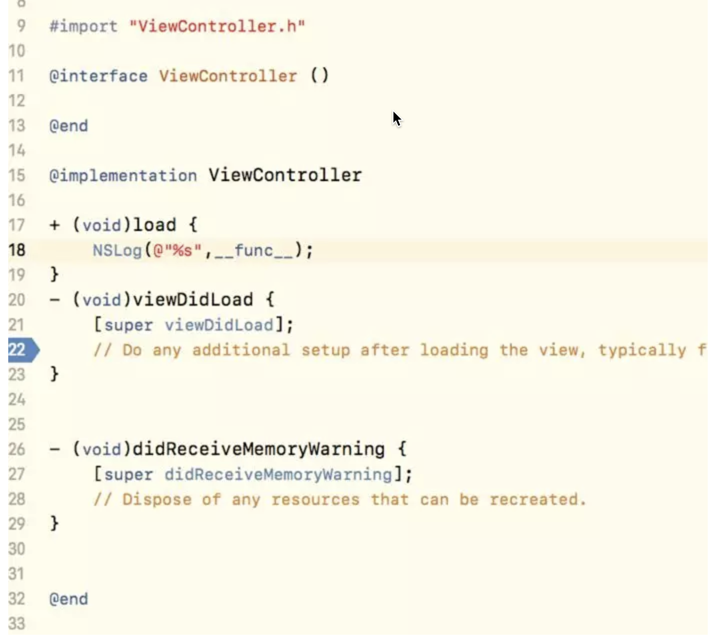 8
9 #import "ViewController.h"
10
11 @interface ViewController ()
12
13 @end
14
15 @implementation ViewController
16
17 + (void)load {
18 NSLog(@"%s",__func__);
19 }
20 - (void)viewDidLoad {
21 [super viewDidLoad];
22 // Do any additional setup after loading the view, typically f
23 }
24
25
26 - (void)didReceiveMemoryWarning {
27 [super didReceiveMemoryWarning];
28 // Dispose of any resources that can be recreated.
29 }
30
31
32 @end
33